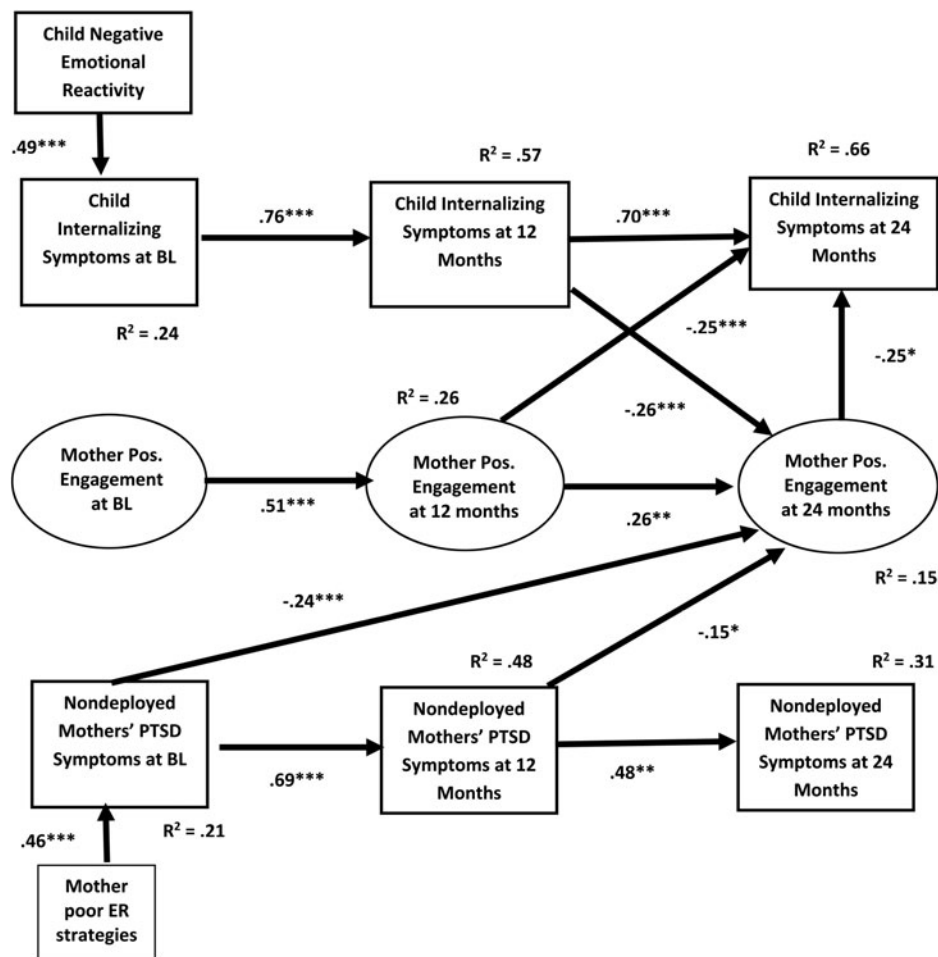 Child Negative
Emotional
Reactivity
.49***
R² = .57
R² = .66
Child
Internalizing
Symptoms at BL
.76***
Child Internalizing
Symptoms at 12
Months
.70***
Child Internalizing
Symptoms at 24
Months
R² = .24
-.25***
-.25*
R² = .26
-.26***
Mother Pos.
Engagement
at BL
.51***
Mother Pos.
Engagement
at 12 months
.26**
Mother Pos.
Engagement
at 24 months
R² = .15
-.24***
-.15*
R² = .48
R² = .31
Nondeployed
Mothers’ PTSD
Symptoms at BL
.69***
Nondeployed
Mothers’ PTSD
Symptoms at 12
Months
.48**
Nondeployed
Mothers’ PTSD
Symptoms at 24
Months
.46***
R² = .21
Mother
poor ER
strategies